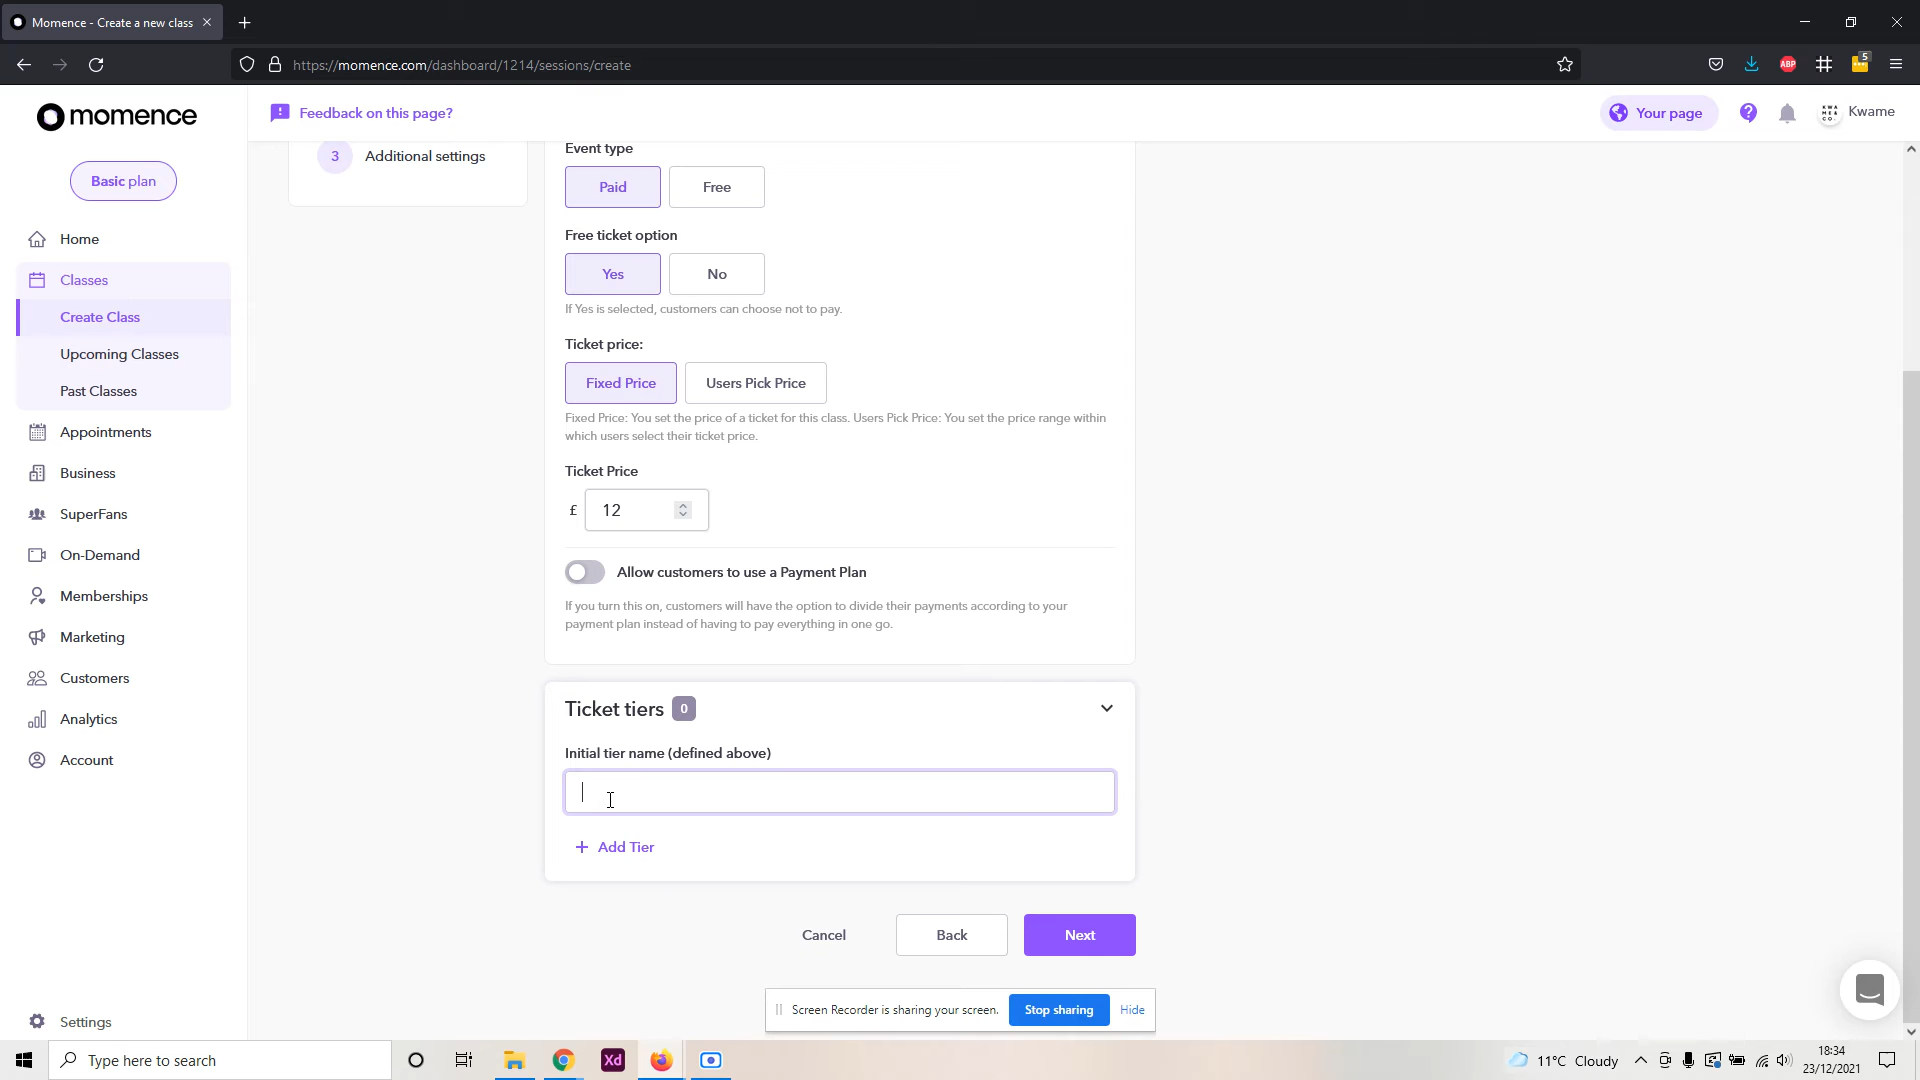 Momence - Create a new class
https://momence.com/dashboard/1214/sessions/create
ABP
5
momence
Feedback on this page?
Your page
Kwame
Basic plan
Home
Classes
Create Class
Upcoming Classes
Past Classes
Appointments
Business
SuperFans
On-Demand
Memberships
Marketing
Customers
Analytics
Account
Settings
3 Additional settings
Event type
Paid Free
Free ticket option
Yes No
If Yes is selected, customers can choose not to pay.
Ticket price:
Fixed Price Users Pick Price
Fixed Price: You set the price of a ticket for this class. Users Pick Price: You set the price range within
which users select their ticket price.
Ticket Price
£ 12
Allow customers to use a Payment Plan
If you turn this on, customers will have the option to divide their payments according to your
payment plan instead of having to pay everything in one go.
Ticket tiers 0
Initial tier name (defined above)
+ Add Tier
Cancel Back Next
Screen Recorder is sharing your screen. Stop sharing Hide
Type here to search
Xd
11°C Cloudy
18:34
23/12/2021